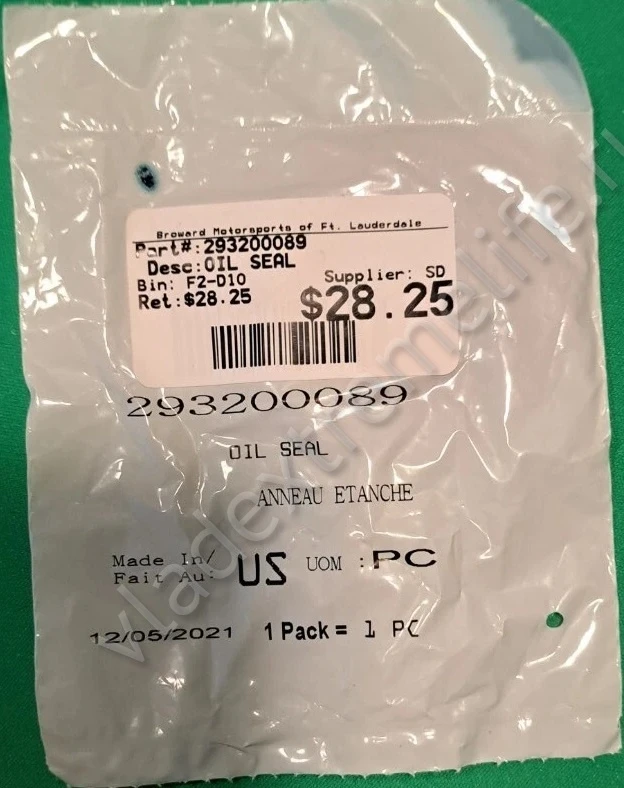 Broward Motorsports of Ft. Lauderdale
Part#:293200089
Desc:OIL SEAL
Bin: F2-D10
Supplier: SD
Ret:$28.25
$28.25
293200089
OIL SEAL
ANNEAU ETANCHE
Made In/
Fait Au:
US
UOM :PC
12/05/2021 1 Pack = 1 PC
vladextremelife.ru